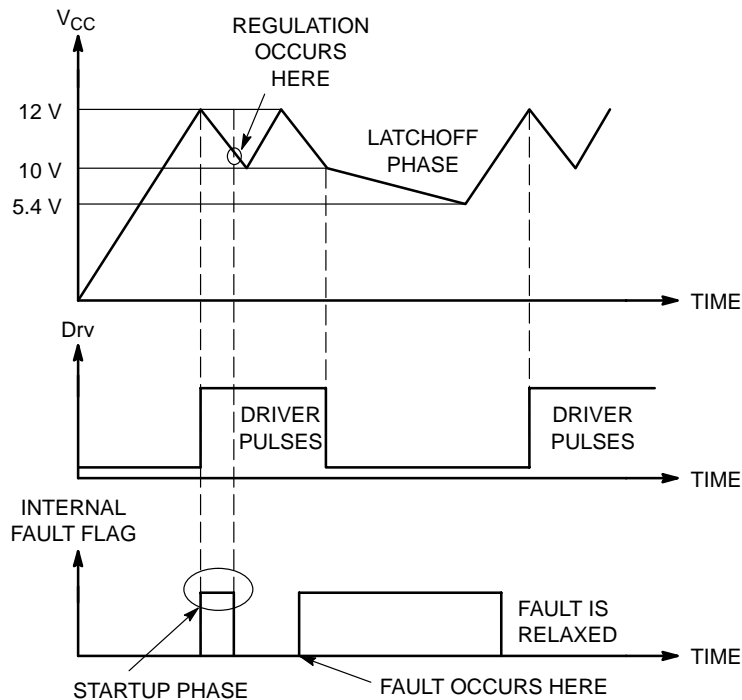 VCC
REGULATION
OCCURS
HERE
12 V
LATCHOFF
PHASE
10 V
5.4 V
TIME
Drv
DRIVER
PULSES
DRIVER
PULSES
TIME
INTERNAL
FAULT FLAG
FAULT IS
RELAXED
TIME
STARTUP PHASE
FAULT OCCURS HERE